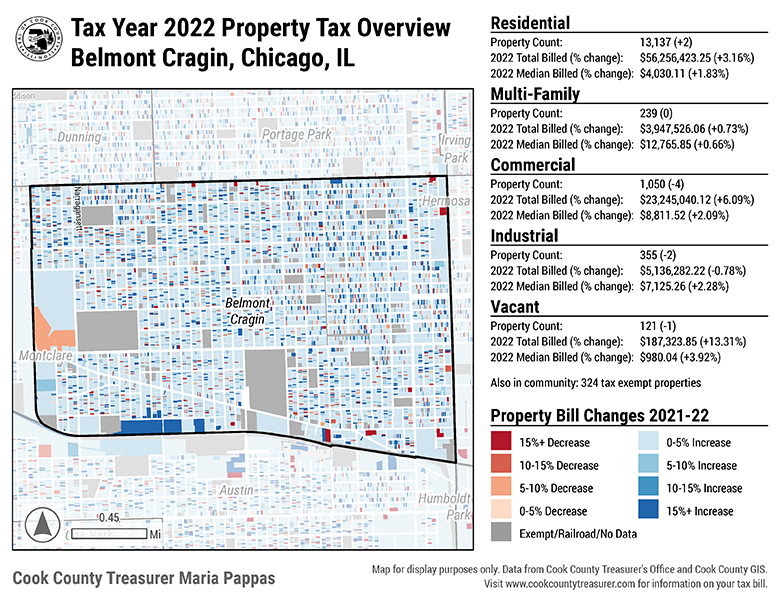 Tax Year 2022 Property Tax Overview
Belmont Cragin, Chicago, IL
Dunning
Portage Park
Irving
Park
Narragansett
Hermosa
Belmont
Cragin
Montclare
Austin
Humboldt
Park
0.45
Mi
Cook County Treasurer Maria Pappas
Residential
Property Count: 13,137 (+2)
2022 Total Billed (% change): $56,256,423.25 (+3.16%)
2022 Median Billed (% change): $4,030.11 (+1.83%)
Multi-Family
Property Count: 239 (0)
2022 Total Billed (% change): $3,947,526.06 (+0.73%)
2022 Median Billed (% change): $12,765.85 (+0.66%)
Commercial
Property Count: 1,050 (-4)
2022 Total Billed (% change): $23,245,040.12 (+6.09%)
2022 Median Billed (% change): $8,811.52 (+2.09%)
Industrial
Property Count: 355 (-2)
2022 Total Billed (% change): $5,136,282.22 (-0.78%)
2022 Median Billed (% change): $7,125.26 (+2.28%)
Vacant
Property Count: 121 (-1)
2022 Total Billed (% change): $187,323.85 (+13.31%)
2022 Median Billed (% change): $980.04 (+3.92%)
Also in community: 324 tax exempt properties
Property Bill Changes 2021-22
15%+ Decrease 0-5% Increase
10-15% Decrease 5-10% Increase
5-10% Decrease 10-15% Increase
0-5% Decrease 15%+ Increase
Exempt/Railroad/No Data
Map for display purposes only. Data from Cook County Treasurer's Office and Cook County GIS.
Visit www.cookcountytreasurer.com for information on your tax bill.